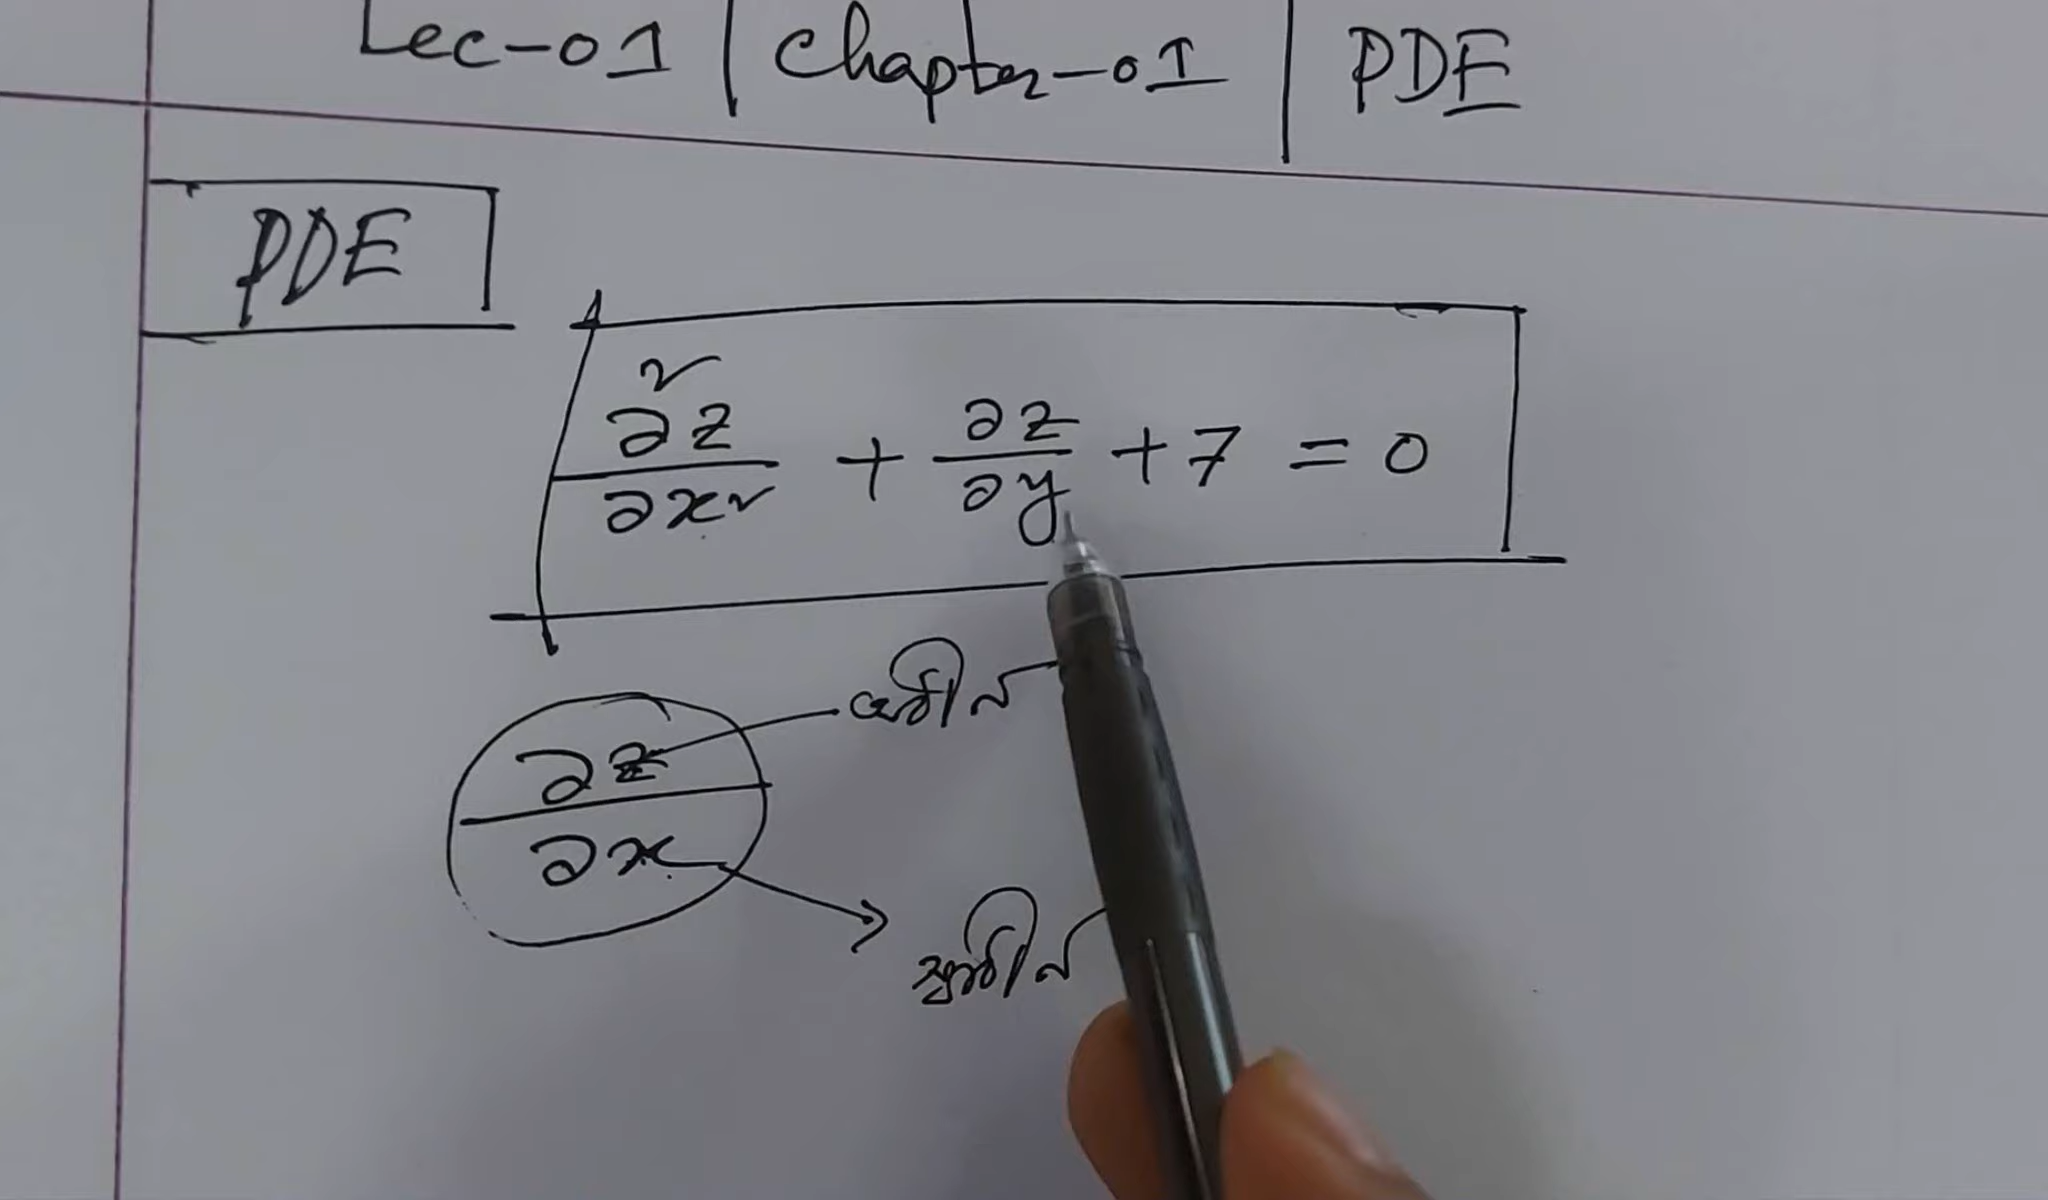 Lec-01 | Chapter-01 | PDE
PDE
∂²z/∂x² + ∂z/∂y + 7 = 0
∂z/∂x
অধীন
স্বাধীন